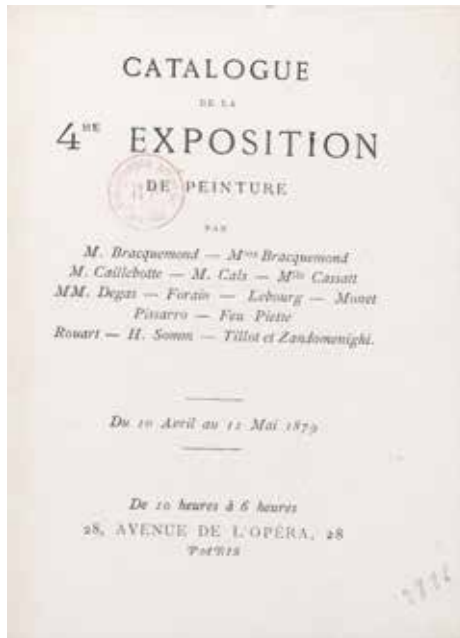 CATALOGUE
DE LA
4ME EXPOSITION
DE PEINTURE
PAR
M. Bracquemond — Mme Bracquemond
M. Caillebotte — M. Cals — Mlle Cassatt
MM. Degas — Forain — Lebourg — Monet
Pissarro — Feu Piette
Rouart — H. Somm — Tillot et Zandomenighi.
Du 10 Avril au 11 Mai 1879
De 10 heures à 6 heures
28, AVENUE DE L'OPÉRA, 28
PARIS